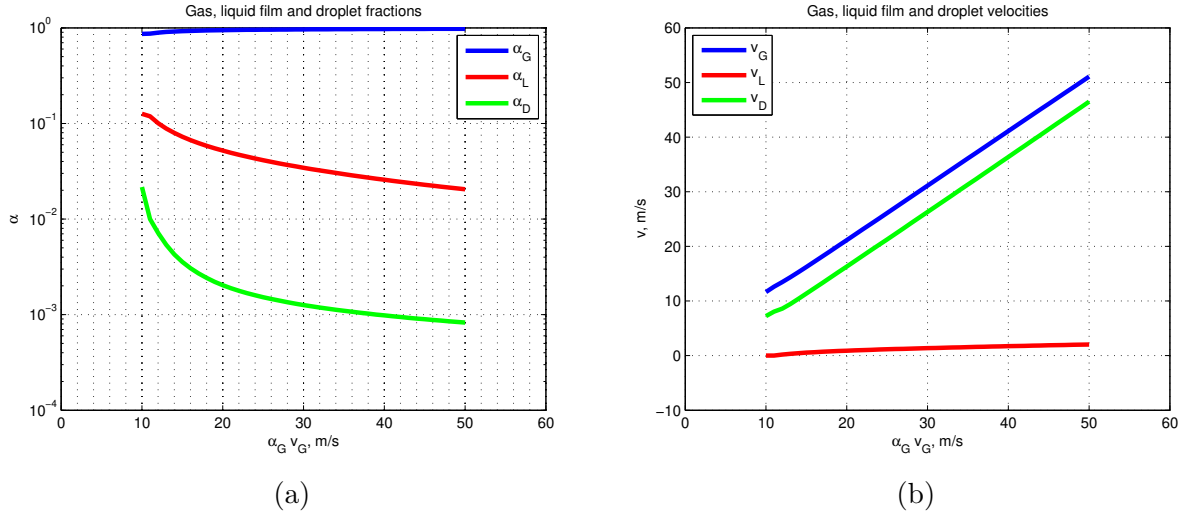 Gas, liquid film and droplet fractions
10^0
10^−1
10^−2
10^−3
10^−4
α
0 10 20 30 40 50 60
α_G v_G, m/s
α_G
α_L
α_D
(a)
Gas, liquid film and droplet velocities
60
50
40
30
20
10
0
−10
v, m/s
0 10 20 30 40 50 60
α_G v_G, m/s
v_G
v_L
v_D
(b)